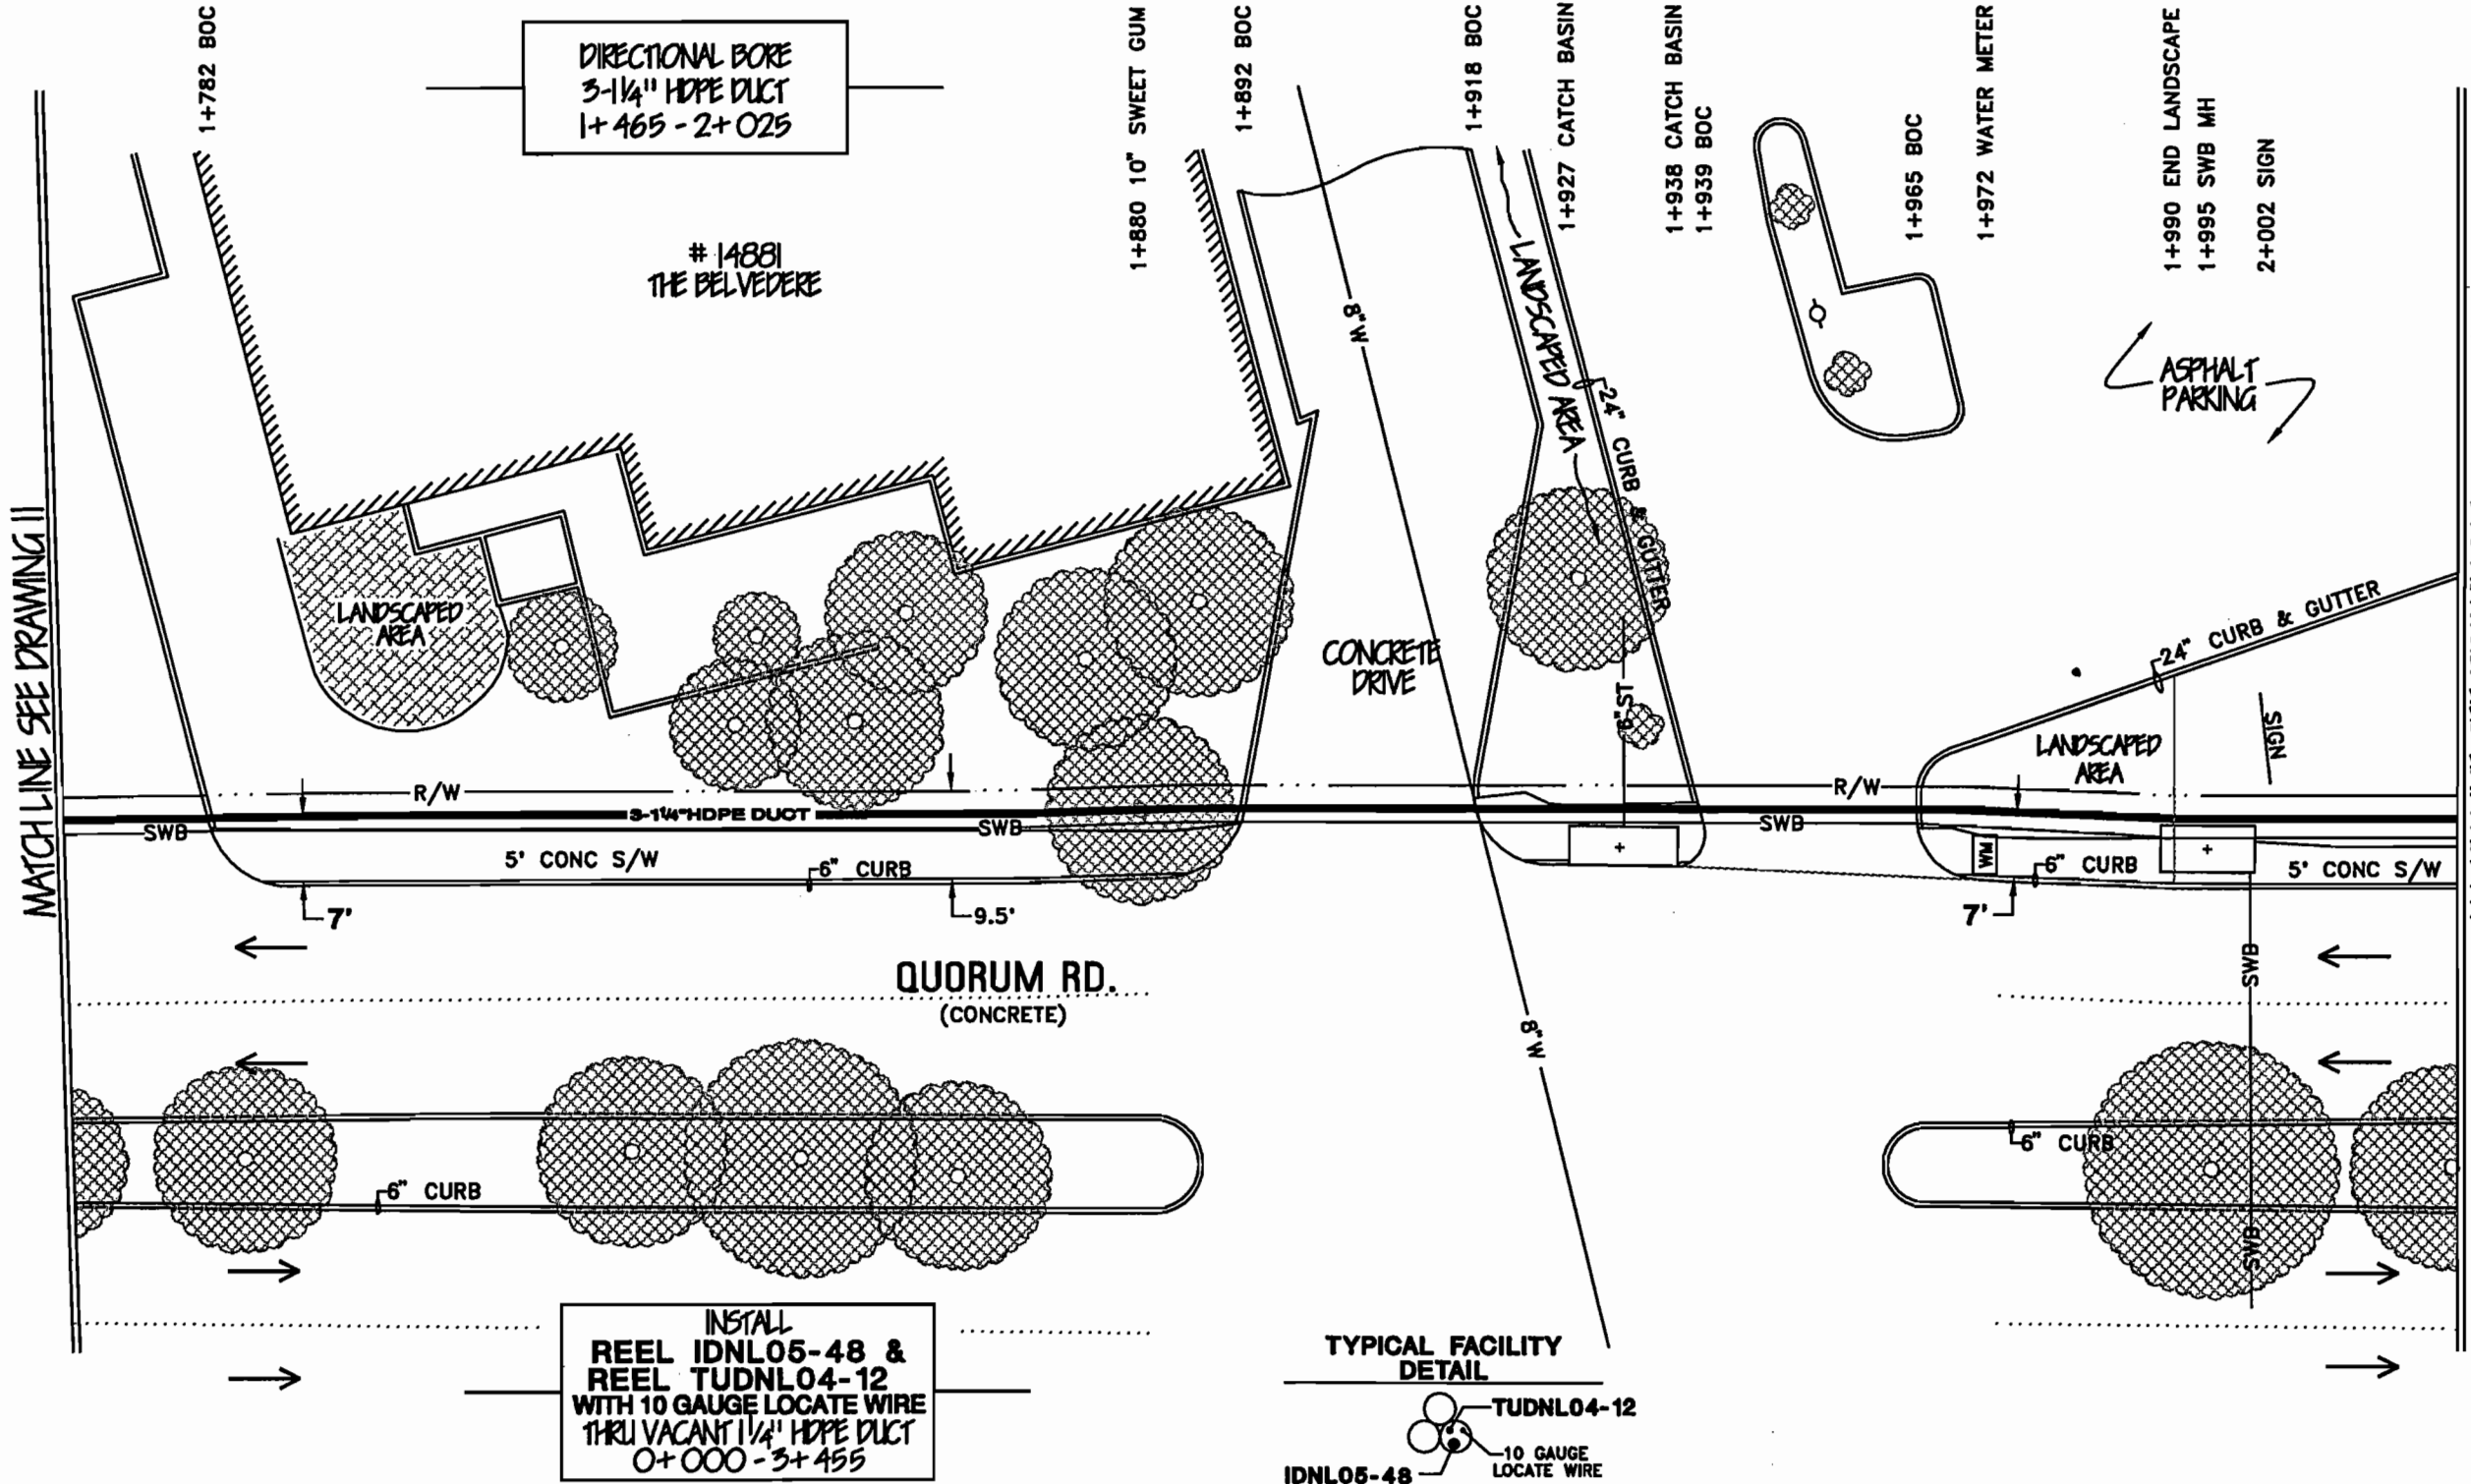 1+782 BOC
DIRECTIONAL BORE
3-1¼" HDPE DUCT
1+465 - 2+025
1+880 10" SWEET GUM
1+892 BOC
1+918 BOC
1+927 CATCH BASIN
1+938 CATCH BASIN
1+939 BOC
1+965 BOC
1+972 WATER METER
1+990 END LANDSCAPE
1+995 SWB MH
2+002 SIGN
# 14881
THE BELVEDERE
8"W
LANDSCAPED AREA
24" CURB & GUTTER
ASPHALT
PARKING
MATCH LINE SEE DRAWING 11
LANDSCAPED
AREA
CONCRETE
DRIVE
24" CURB & GUTTER
LANDSCAPED
AREA
SIGN
R/W
R/W
3-1¼"HDPE DUCT
SWB
SWB
SWB
5' CONC S/W
6" CURB
WM
6" CURB
5' CONC S/W
7'
9.5'
7'
QUORUM RD.
(CONCRETE)
8"W
SWB
6" CURB
6" CURB
SWB
INSTALL
REEL IDNL05-48 &
REEL TUDNL04-12
WITH 10 GAUGE LOCATE WIRE
THRU VACANT 1¼" HDPE DUCT
0+000 - 3+455
TYPICAL FACILITY
DETAIL
TUDNL04-12
10 GAUGE
LOCATE WIRE
IDNL05-48